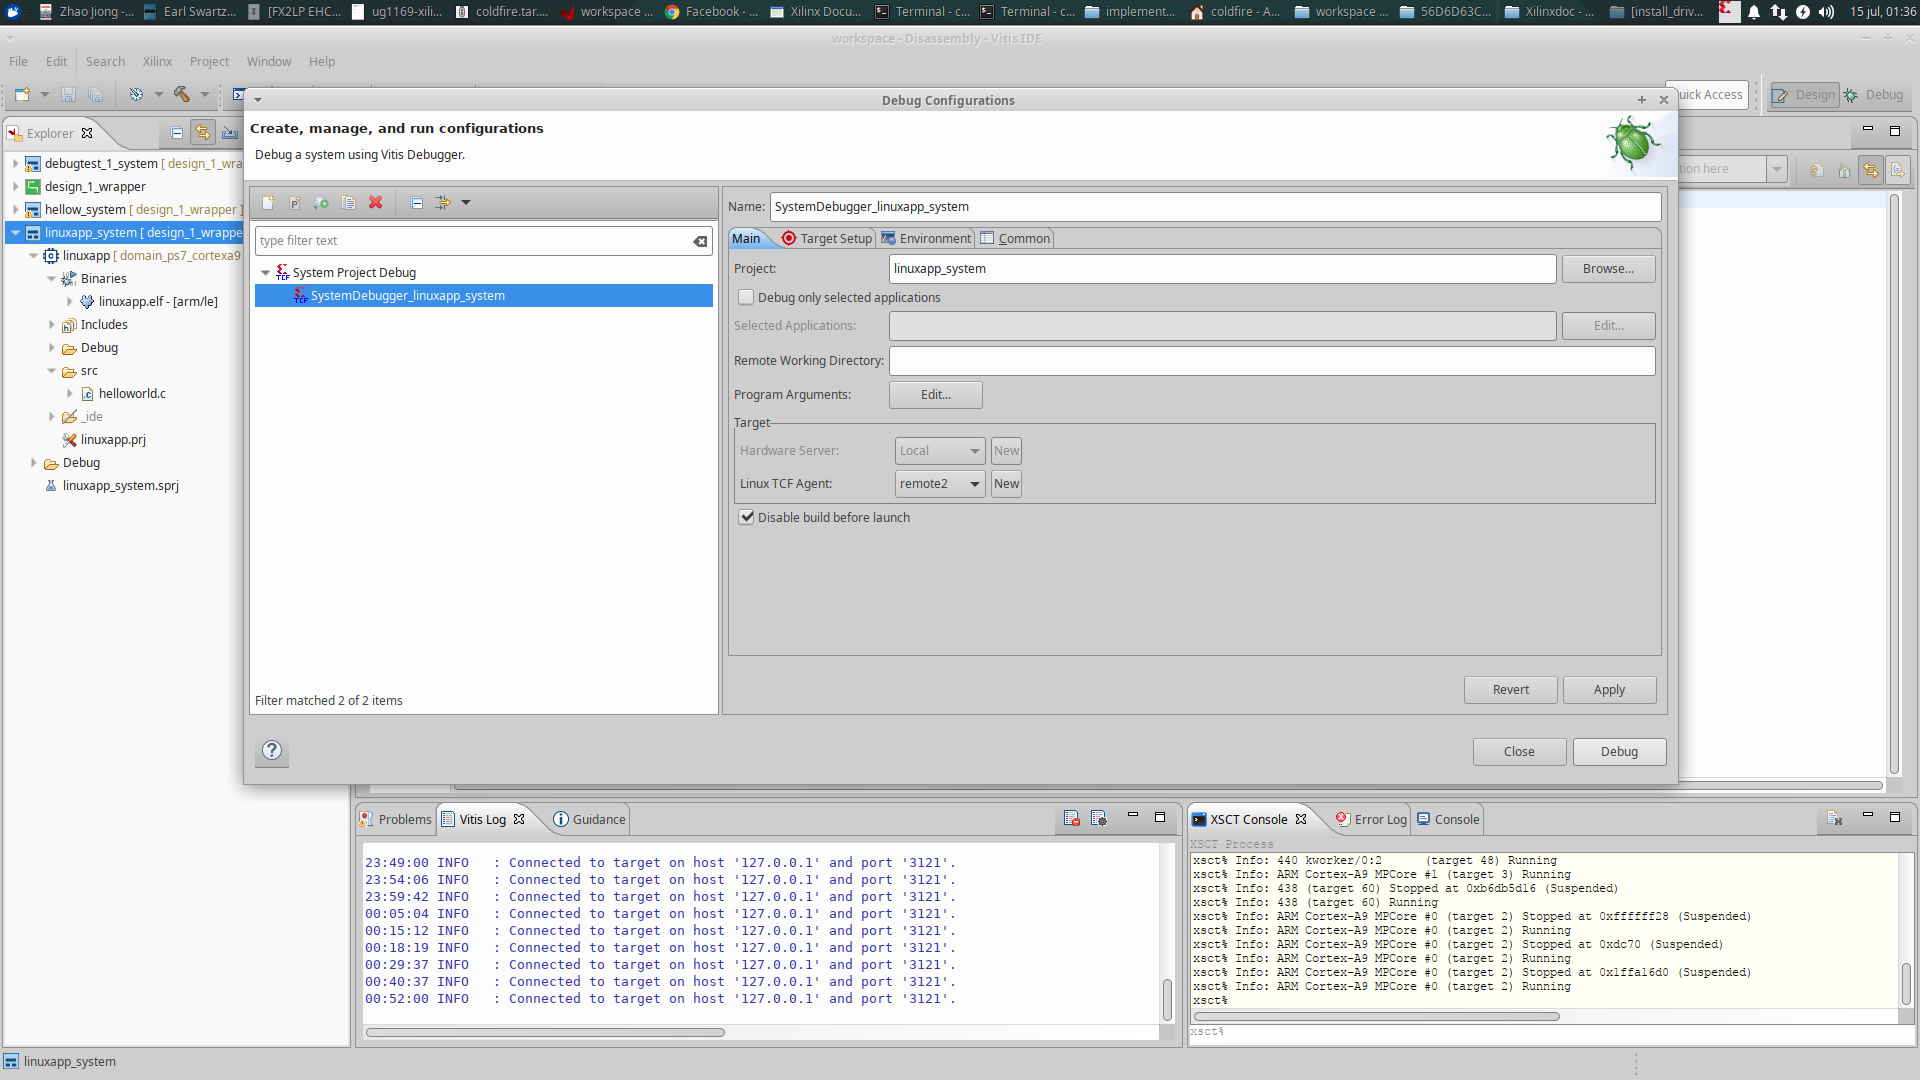 Zhao Jiong -...
Earl Swartz...
[FX2LP EHC...
ug1169-xili...
coldfire.tar....
workspace ...
Facebook - ...
Xilinx Docu...
Terminal - c...
Terminal - c...
implement...
coldfire - A...
workspace ...
56D6D63C...
Xilinxdoc - ...
[install_driv...
15 jul, 01:36
workspace - Disassembly - Vitis IDE
File Edit Search Xilinx Project Window Help
uick Access
Design
Debug
Explorer
debugtest_1_system [ design_1_wra
design_1_wrapper
hellow_system [ design_1_wrapper ]
linuxapp_system [ design_1_wrappe
linuxapp [ domain_ps7_cortexa9
Binaries
linuxapp.elf - [arm/le]
Includes
Debug
src
helloworld.c
_ide
linuxapp.prj
Debug
linuxapp_system.sprj
Debug Configurations
Create, manage, and run configurations
Debug a system using Vitis Debugger.
type filter text
System Project Debug
SystemDebugger_linuxapp_system
Filter matched 2 of 2 items
Name: SystemDebugger_linuxapp_system
Main
Target Setup
Environment
Common
Project: linuxapp_system Browse...
Debug only selected applications
Selected Applications: Edit...
Remote Working Directory:
Program Arguments: Edit...
Target
Hardware Server: Local New
Linux TCF Agent: remote2 New
Disable build before launch
Revert Apply
Close Debug
tion here
Problems
Vitis Log
Guidance
23:49:00 INFO : Connected to target on host '127.0.0.1' and port '3121'.
23:54:06 INFO : Connected to target on host '127.0.0.1' and port '3121'.
23:59:42 INFO : Connected to target on host '127.0.0.1' and port '3121'.
00:05:04 INFO : Connected to target on host '127.0.0.1' and port '3121'.
00:15:12 INFO : Connected to target on host '127.0.0.1' and port '3121'.
00:18:19 INFO : Connected to target on host '127.0.0.1' and port '3121'.
00:29:37 INFO : Connected to target on host '127.0.0.1' and port '3121'.
00:40:37 INFO : Connected to target on host '127.0.0.1' and port '3121'.
00:52:00 INFO : Connected to target on host '127.0.0.1' and port '3121'.
XSCT Console
Error Log
Console
XSCT Process
xsct% Info: 440 kworker/0:2 (target 48) Running
xsct% Info: ARM Cortex-A9 MPCore #1 (target 3) Running
xsct% Info: 438 (target 60) Stopped at 0xb6db5d16 (Suspended)
xsct% Info: 438 (target 60) Running
xsct% Info: ARM Cortex-A9 MPCore #0 (target 2) Stopped at 0xffffff28 (Suspended)
xsct% Info: ARM Cortex-A9 MPCore #0 (target 2) Running
xsct% Info: ARM Cortex-A9 MPCore #0 (target 2) Stopped at 0xdc70 (Suspended)
xsct% Info: ARM Cortex-A9 MPCore #0 (target 2) Running
xsct% Info: ARM Cortex-A9 MPCore #0 (target 2) Stopped at 0x1ffa16d0 (Suspended)
xsct% Info: ARM Cortex-A9 MPCore #0 (target 2) Running
xsct%
xsct%
linuxapp_system